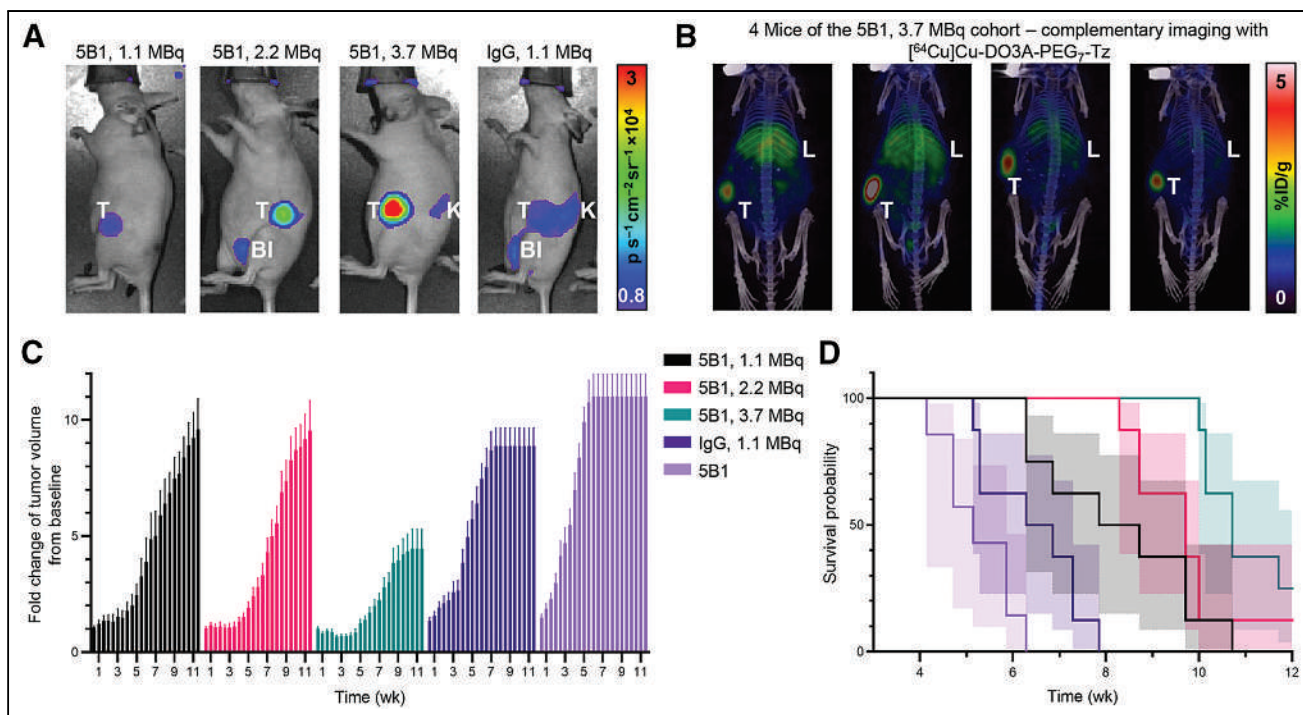 A
5B1, 1.1 MBq
5B1, 2.2 MBq
5B1, 3.7 MBq
IgG, 1.1 MBq
T
T
Bl
T
K
T
K
Bl
3
p s⁻¹ cm⁻² sr⁻¹ ×10⁴
0.8
B
4 Mice of the 5B1, 3.7 MBq cohort – complementary imaging with
[⁶⁴Cu]Cu-DO3A-PEG₇-Tz
L
T
L
T
L
T
L
T
5
%ID/g
0
C
Fold change of tumor volume
from baseline
10
5
0
1 3 5 7 9 11 1 3 5 7 9 11 1 3 5 7 9 11 1 3 5 7 9 11 1 3 5 7 9 11
Time (wk)
5B1, 1.1 MBq
5B1, 2.2 MBq
5B1, 3.7 MBq
IgG, 1.1 MBq
5B1
D
Survival probability
100
50
0
4 6 8 10 12
Time (wk)